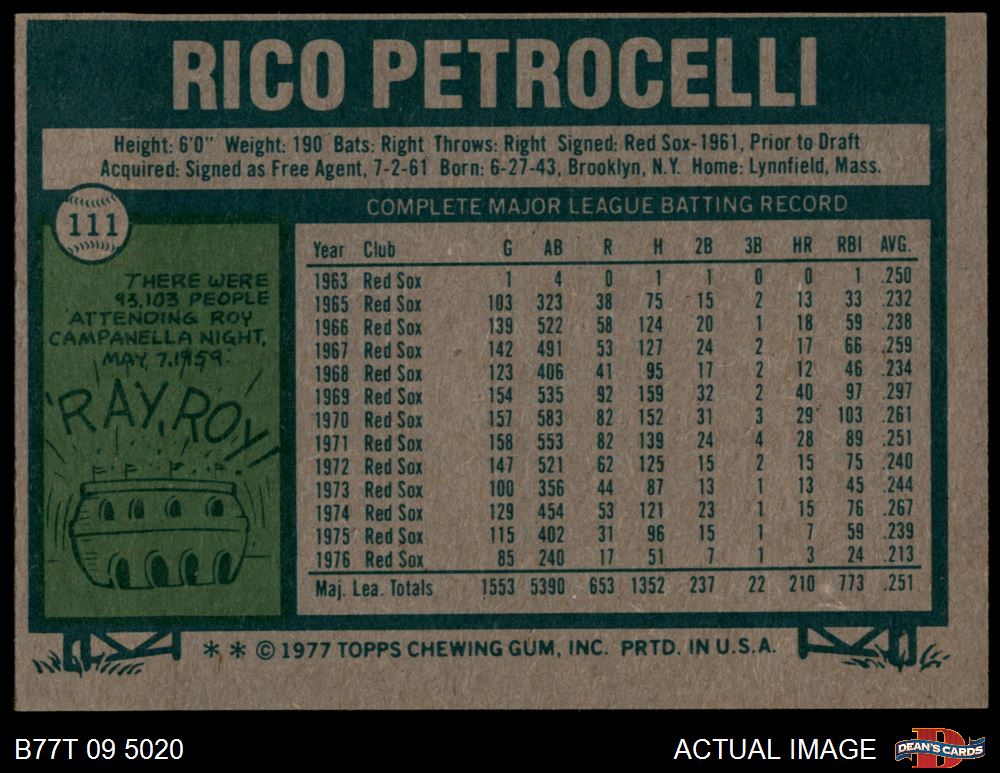 RICO PETROCELLI
Height: 6'0" Weight: 190 Bats: Right Throws: Right Signed: Red Sox-1961, Prior to Draft
Acquired: Signed as Free Agent, 7-2-61 Born: 6-27-43, Brooklyn, N.Y. Home: Lynnfield, Mass.
111
THERE WERE
93,103 PEOPLE
ATTENDING ROY
CAMPANELLA NIGHT,
MAY, 7, 1959.
'RAY, ROY!
COMPLETE MAJOR LEAGUE BATTING RECORD
Year Club G AB R H 2B 3B HR RBI AVG.
1963 Red Sox 1 4 0 1 1 0 0 1 .250
1965 Red Sox 103 323 38 75 15 2 13 33 .232
1966 Red Sox 139 522 58 124 20 1 18 59 .238
1967 Red Sox 142 491 53 127 24 2 17 66 .259
1968 Red Sox 123 406 41 95 17 2 12 46 .234
1969 Red Sox 154 535 92 159 32 2 40 97 .297
1970 Red Sox 157 583 82 152 31 3 29 103 .261
1971 Red Sox 158 553 82 139 24 4 28 89 .251
1972 Red Sox 147 521 62 125 15 2 15 75 .240
1973 Red Sox 100 356 44 87 13 1 13 45 .244
1974 Red Sox 129 454 53 121 23 1 15 76 .267
1975 Red Sox 115 402 31 96 15 1 7 59 .239
1976 Red Sox 85 240 17 51 7 1 3 24 .213
Maj. Lea. Totals 1553 5390 653 1352 237 22 210 773 .251
* * © 1977 TOPPS CHEWING GUM, INC. PRTD. IN U.S.A.
B77T 09 5020
ACTUAL IMAGE
D
DEAN'S CARDS